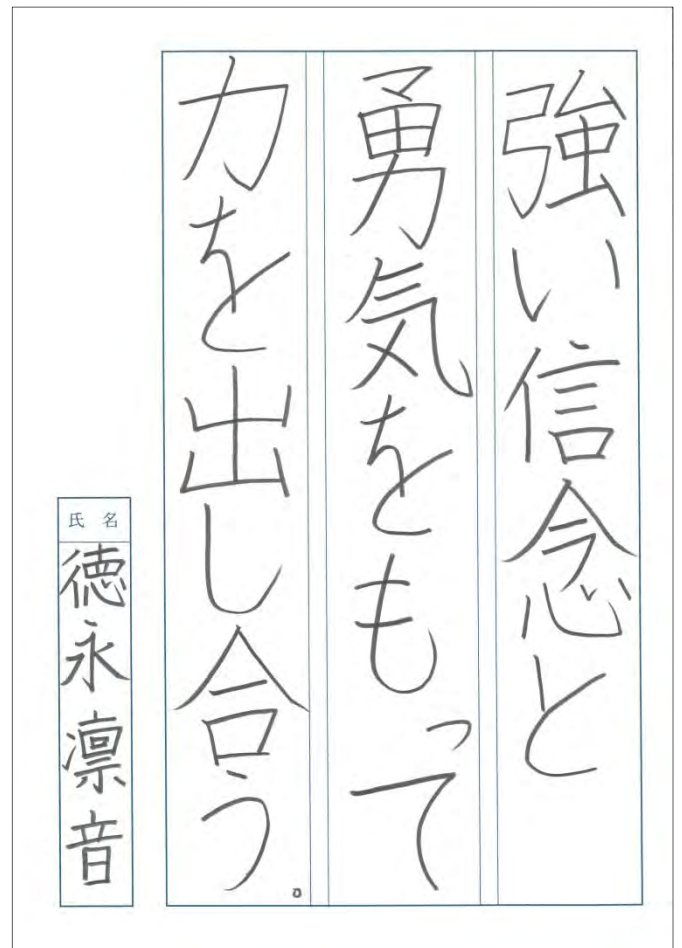 強い信念と
勇気をもって
力を出し合う。
氏名
徳永凛音